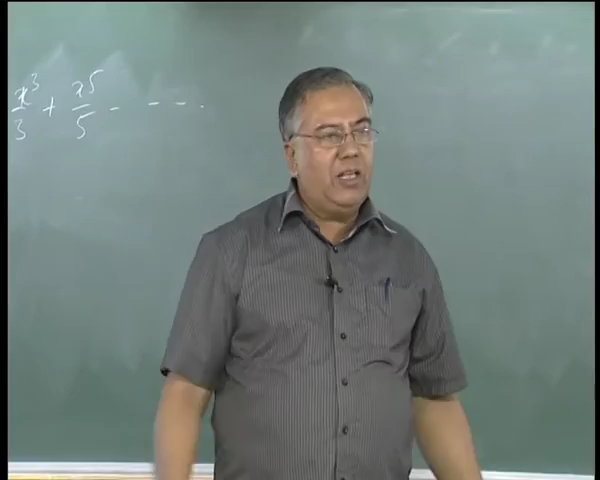 x³/3 + x⁵/5 - - - - .